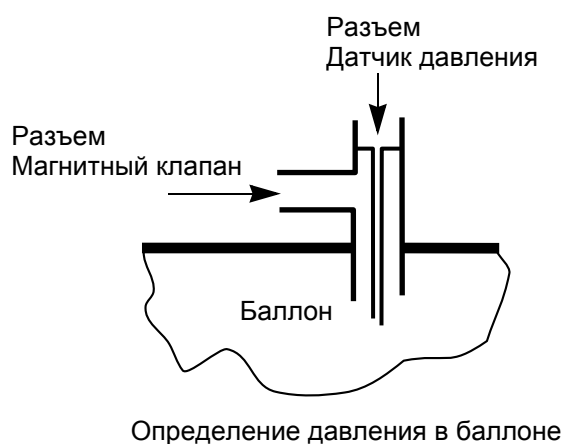 Разъем
Датчик давления
Разъем
Магнитный клапан
Баллон
Определение давления в баллоне